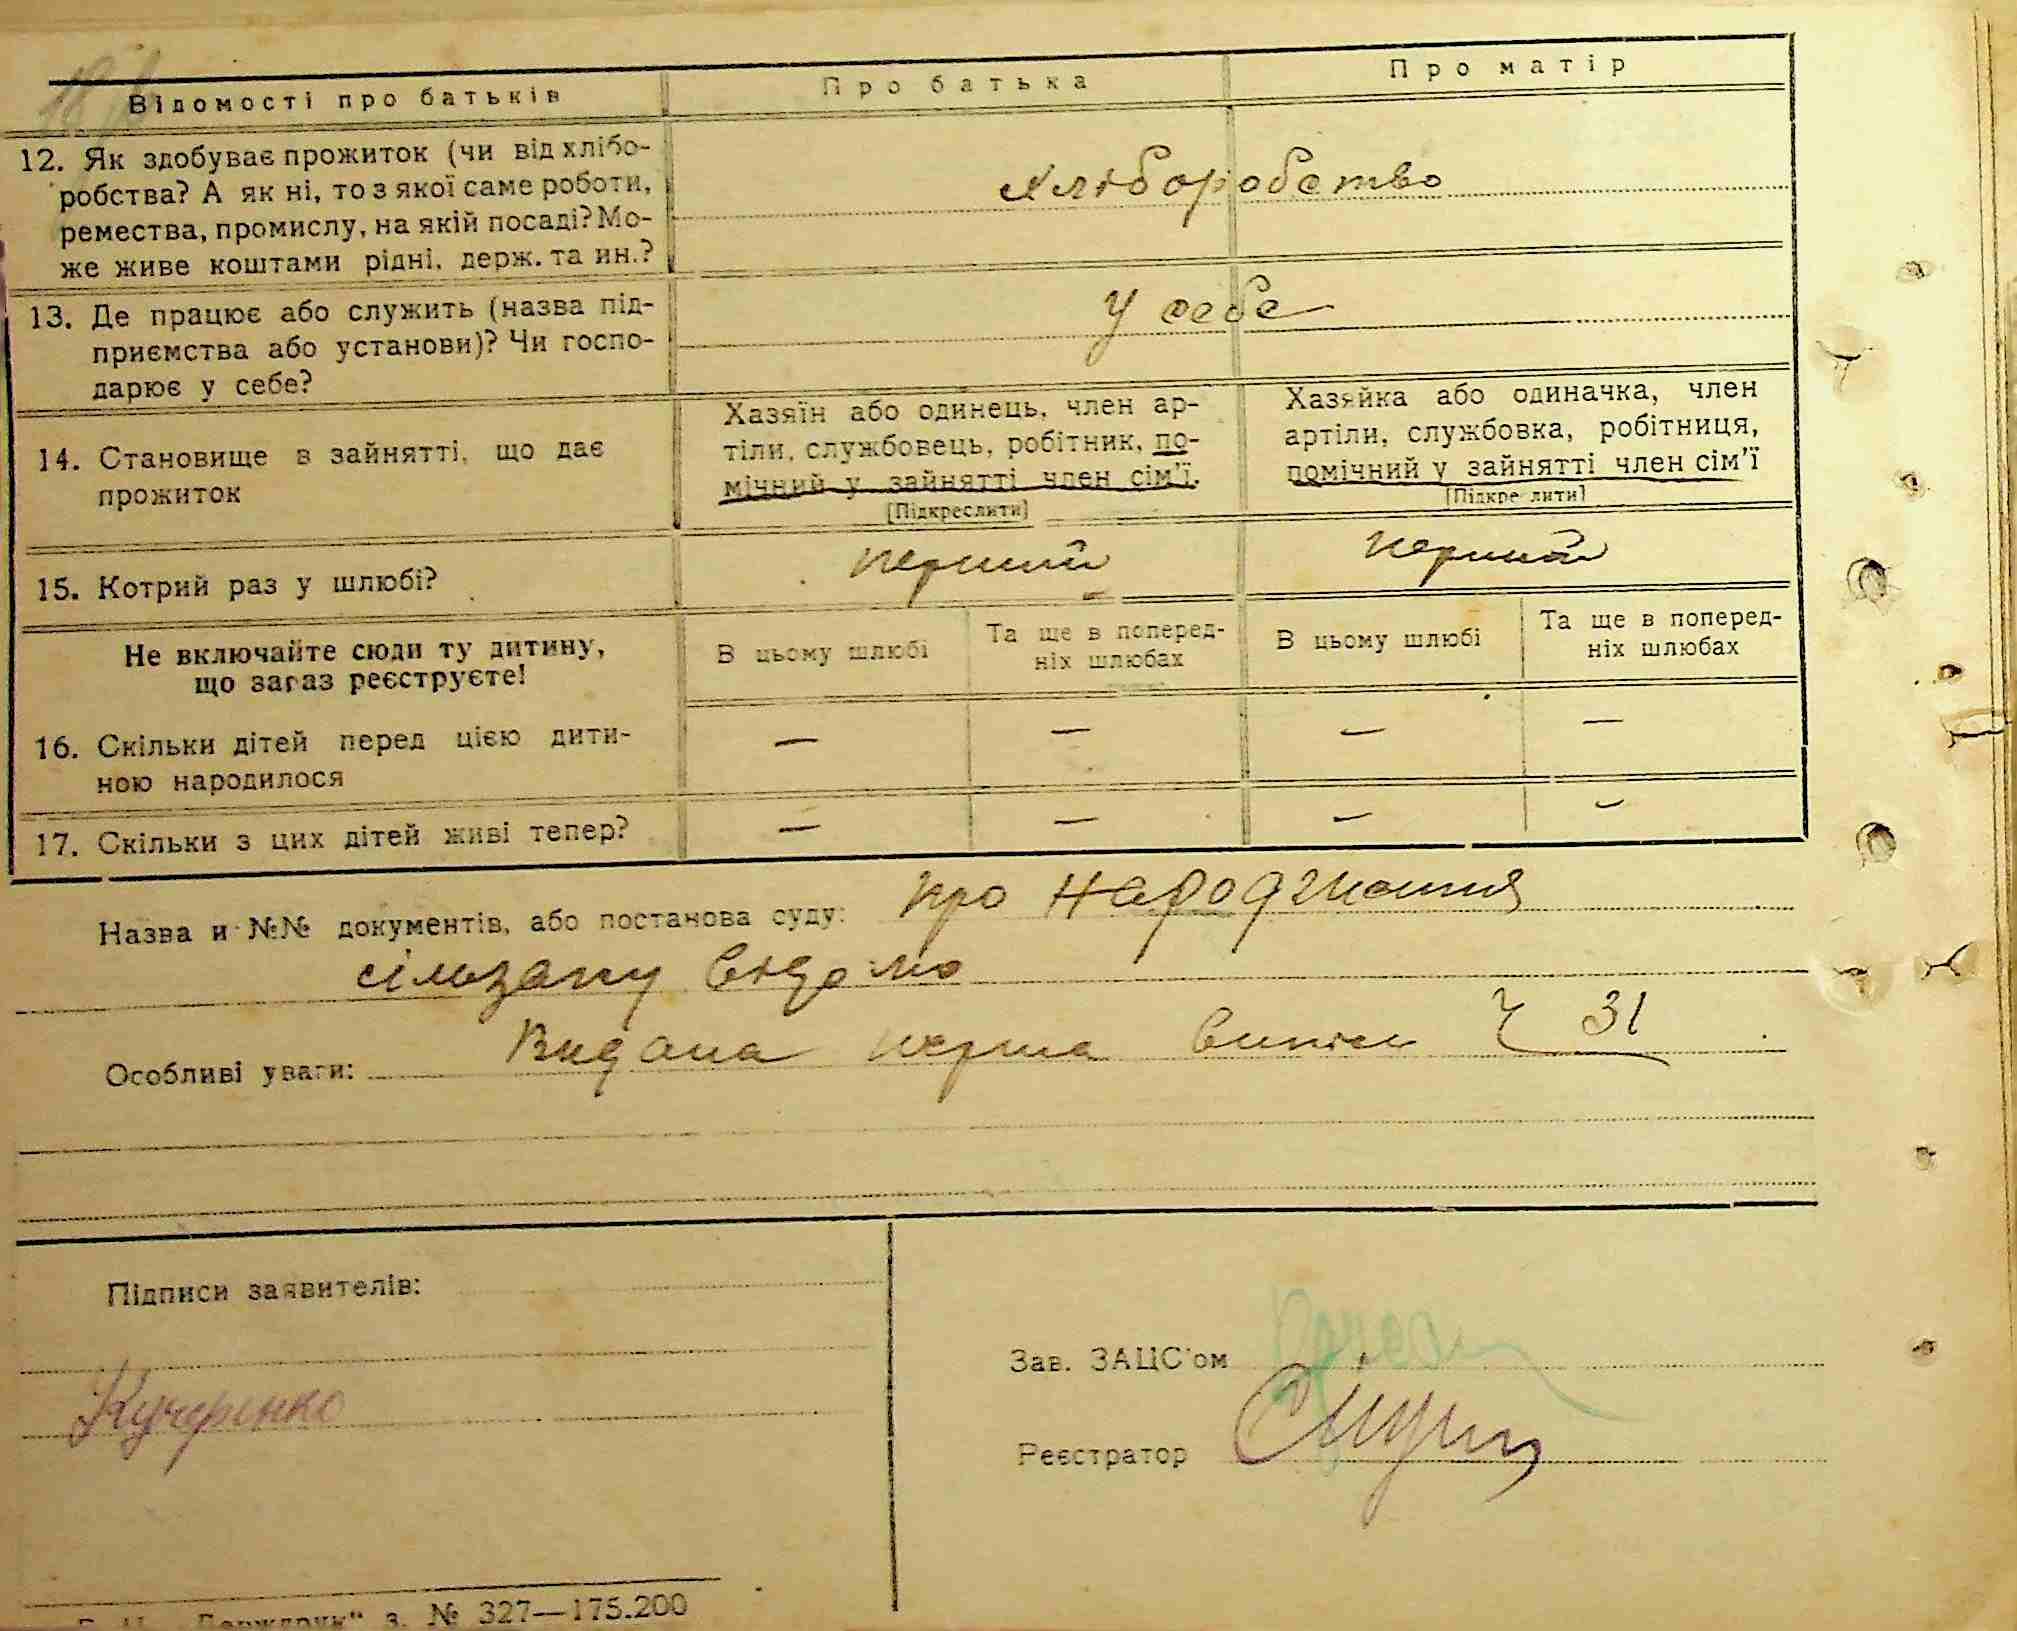 Відомості про батьків
Про батька
Про матір
12. Як здобуває прожиток (чи від хлібо-
робства? А як ні, то з якої саме роботи,
ремества, промислу, на якій посаді? Мо-
же живе коштами рідні, держ. та ин.?
хліборобство
13. Де працює або служить (назва під-
приємства або установи)? Чи госпо-
дарює у себе?
У себе
14. Становище в зайнятті, що дає
прожиток
Хазяїн або одинець, член ар-
тіли, службовець, робітник, по-
мічний у зайнятті член сім'ї.
[Підкреслити]
Хазяйка або одиначка, член
артіли, службовка, робітниця,
помічний у зайнятті член сім'ї
[Підкреслити]
15. Котрий раз у шлюбі?
перший
перший
Не включайте сюди ту дитину,
що зараз реєструєте!
В цьому шлюбі
Та ще в поперед-
ніх шлюбах
В цьому шлюбі
Та ще в поперед-
ніх шлюбах
16. Скільки дітей перед цією дити-
ною народилося
— — — —
17. Скільки з цих дітей живі тепер?
— — — —
Назва и №№ документів, або постанова суду: про народження
сільзагу відомо
Особливі уваги: Видана перша випись Ч 31
Підписи заявителів:
Кучеренко
Зав. ЗАЦС'ом
Реєстратор
"Держдрук" з. № 327—175.200